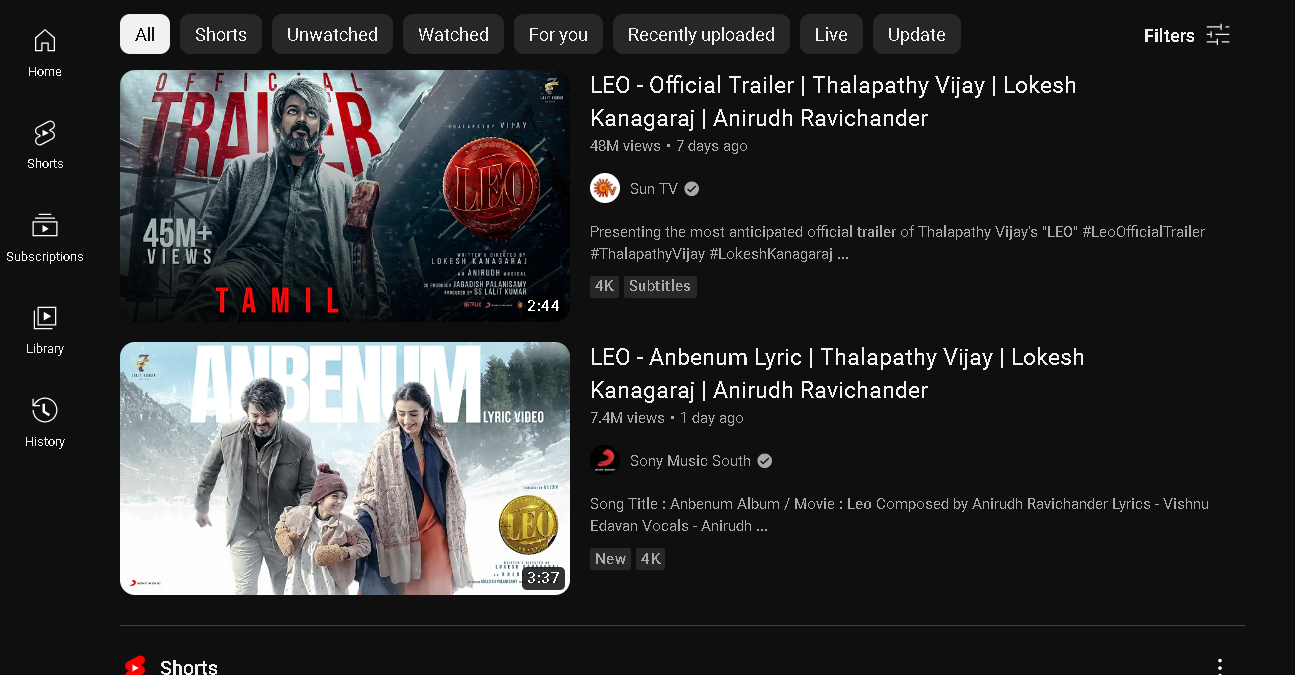 All
Shorts
Unwatched
Watched
For you
Recently uploaded
Live
Update
Filters
Home
Shorts
Subscriptions
Library
History
OFFICIAL
TRAILER
THALAPATHY VIJAY
LEO
45M+
VIEWS
WRITTEN & DIRECTED BY
LOKESH KANAGARAJ
AN ANIRUDH MUSICAL
CO PRODUCER JAGADISH PALANISAMY
PRODUCED BY SS LALIT KUMAR
TAMIL
2:44
LEO - Official Trailer | Thalapathy Vijay | Lokesh
Kanagaraj | Anirudh Ravichander
48M views • 7 days ago
Sun TV
Presenting the most anticipated official trailer of Thalapathy Vijay's "LEO" #LeoOfficialTrailer
#ThalapathyVijay #LokeshKanagaraj ...
4K
Subtitles
ANBENUM
LYRIC VIDEO
LEO
3:37
LEO - Anbenum Lyric | Thalapathy Vijay | Lokesh
Kanagaraj | Anirudh Ravichander
7.4M views • 1 day ago
Sony Music South
Song Title : Anbenum Album / Movie : Leo Composed by Anirudh Ravichander Lyrics - Vishnu
Edavan Vocals - Anirudh ...
New
4K
Shorts